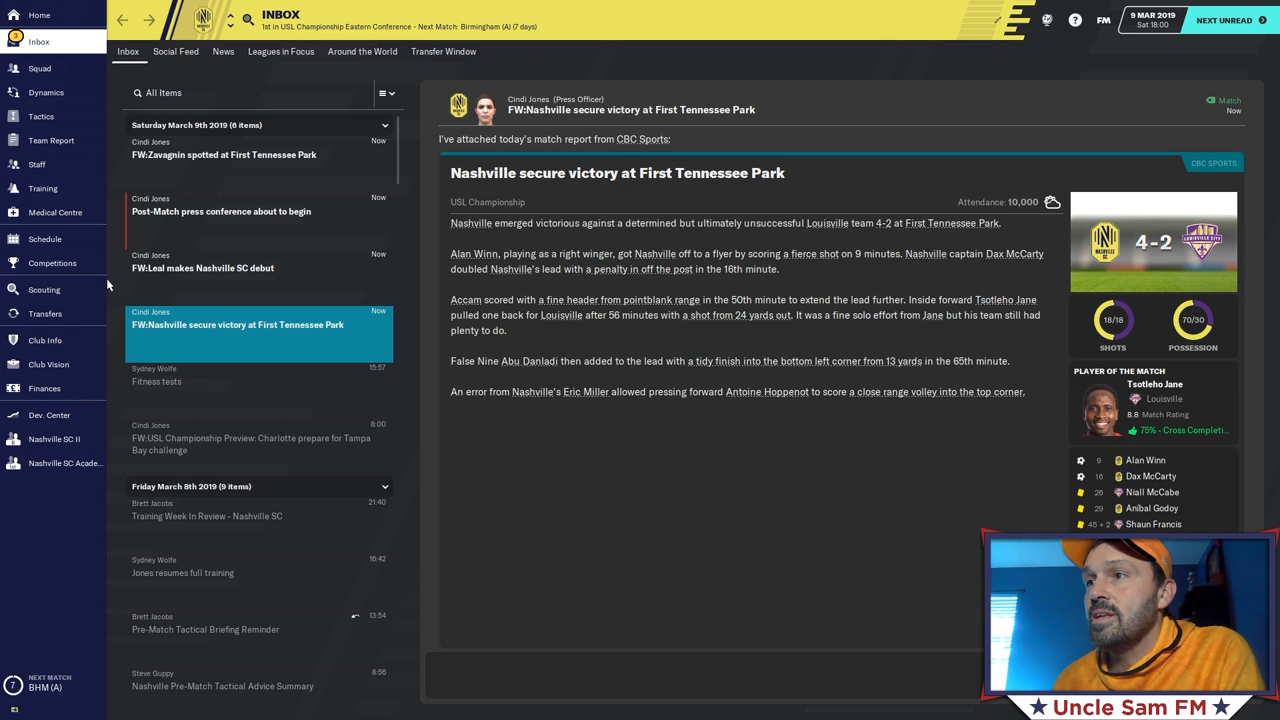 Home
INBOX
1st in USL Championship Eastern Conference - Next Match: Birmingham (A) (7 days)
FM
9 MAR 2019
Sat 18:00
NEXT UNREAD
3
Inbox
Squad
Dynamics
Tactics
Team Report
Staff
Training
Medical Centre
Schedule
Competitions
Scouting
Transfers
Club Info
Club Vision
Finances
Dev. Center
Nashville SC II
Nashville SC Acade...
NEXT MATCH
7 BHM (A)
Inbox Social Feed News Leagues in Focus Around the World Transfer Window
All Items
Saturday March 9th 2019 (6 items)
Cindi Jones Now
FW:Zavagnin spotted at First Tennessee Park
Cindi Jones Now
Post-Match press conference about to begin
Cindi Jones Now
FW:Leal makes Nashville SC debut
Cindi Jones Now
FW:Nashville secure victory at First Tennessee Park
Sydney Wolfe 15:57
Fitness tests
Cindi Jones 8:00
FW:USL Championship Preview: Charlotte prepare for Tampa
Bay challenge
Friday March 8th 2019 (9 items)
Brett Jacobs 21:40
Training Week In Review - Nashville SC
Sydney Wolfe 16:42
Jones resumes full training
Brett Jacobs 13:54
Pre-Match Tactical Briefing Reminder
Steve Guppy 8:56
Nashville Pre-Match Tactical Advice Summary
Cindi Jones (Press Officer)
FW:Nashville secure victory at First Tennessee Park
Match
Now
I've attached today's match report from CBC Sports:
CBC SPORTS
Nashville secure victory at First Tennessee Park
USL Championship Attendance: 10,000
Nashville emerged victorious against a determined but ultimately unsuccessful Louisville team 4-2 at First Tennessee Park.
Alan Winn, playing as a right winger, got Nashville off to a flyer by scoring a fierce shot on 9 minutes. Nashville captain Dax McCarty
doubled Nashville's lead with a penalty in off the post in the 16th minute.
Accam scored with a fine header from pointblank range in the 50th minute to extend the lead further. Inside forward Tsotleho Jane
pulled one back for Louisville after 56 minutes with a shot from 24 yards out. It was a fine solo effort from Jane but his team still had
plenty to do.
False Nine Abu Danladi then added to the lead with a tidy finish into the bottom left corner from 13 yards in the 65th minute.
An error from Nashville's Eric Miller allowed pressing forward Antoine Hoppenot to score a close range volley into the top corner.
4-2
18/18
SHOTS
70/30
POSSESSION
PLAYER OF THE MATCH
Tsotleho Jane
Louisville
8.8 Match Rating
75% - Cross Completi...
9 Alan Winn
16 Dax McCarty
26 Niall McCabe
29 Anibal Godoy
45 + 2 Shaun Francis
Uncle Sam FM